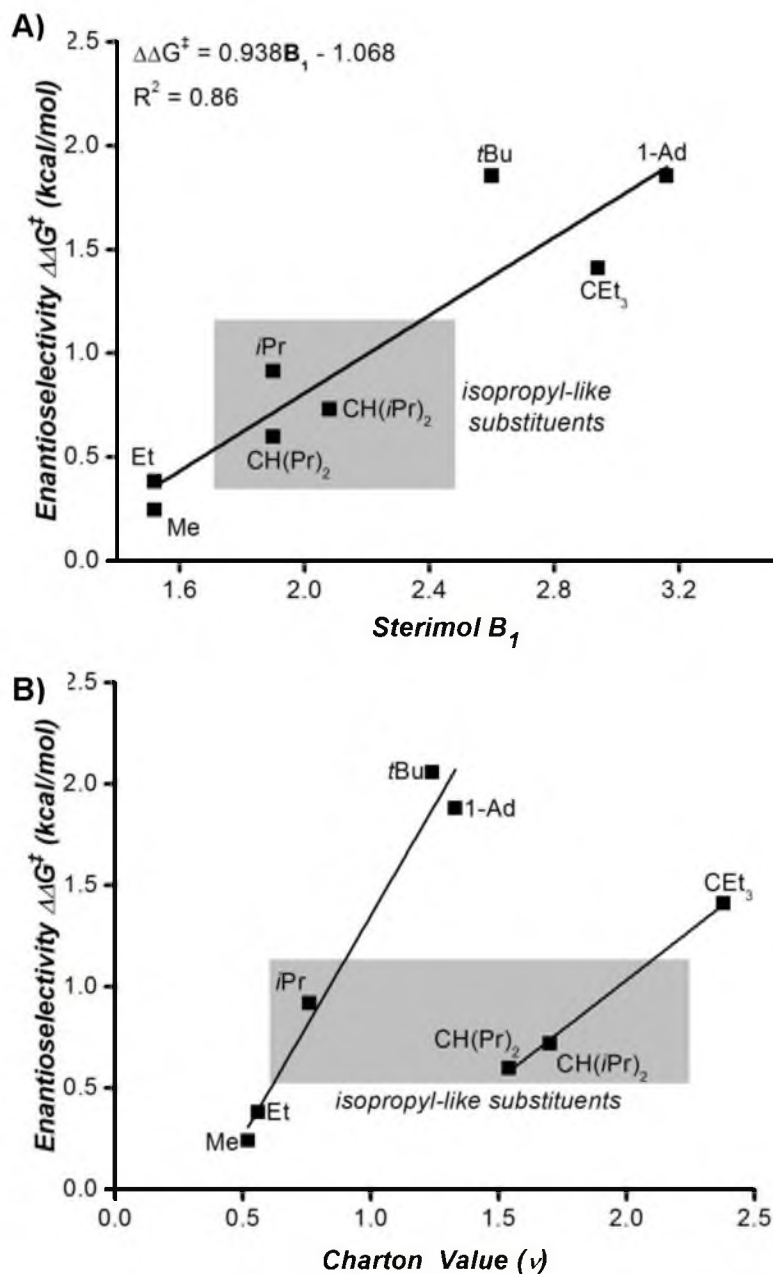 A)
ΔΔG‡ = 0.938B₁ - 1.068
R² = 0.86
Enantioselectivity ΔΔG‡ (kcal/mol)
2.5
2.0
1.5
1.0
0.5
0.0
tBu
1-Ad
CEt₃
iPr
CH(iPr)₂
CH(Pr)₂
isopropyl-like
substituents
Et
Me
1.6 2.0 2.4 2.8 3.2
Sterimol B₁
B)
Enantioselectivity ΔΔG‡ (kcal/mol)
2.5
2.0
1.5
1.0
0.5
0.0
tBu
1-Ad
CEt₃
iPr
CH(Pr)₂
CH(iPr)₂
isopropyl-like substituents
Et
Me
0.0 0.5 1.0 1.5 2.0 2.5
Charton Value (ν)